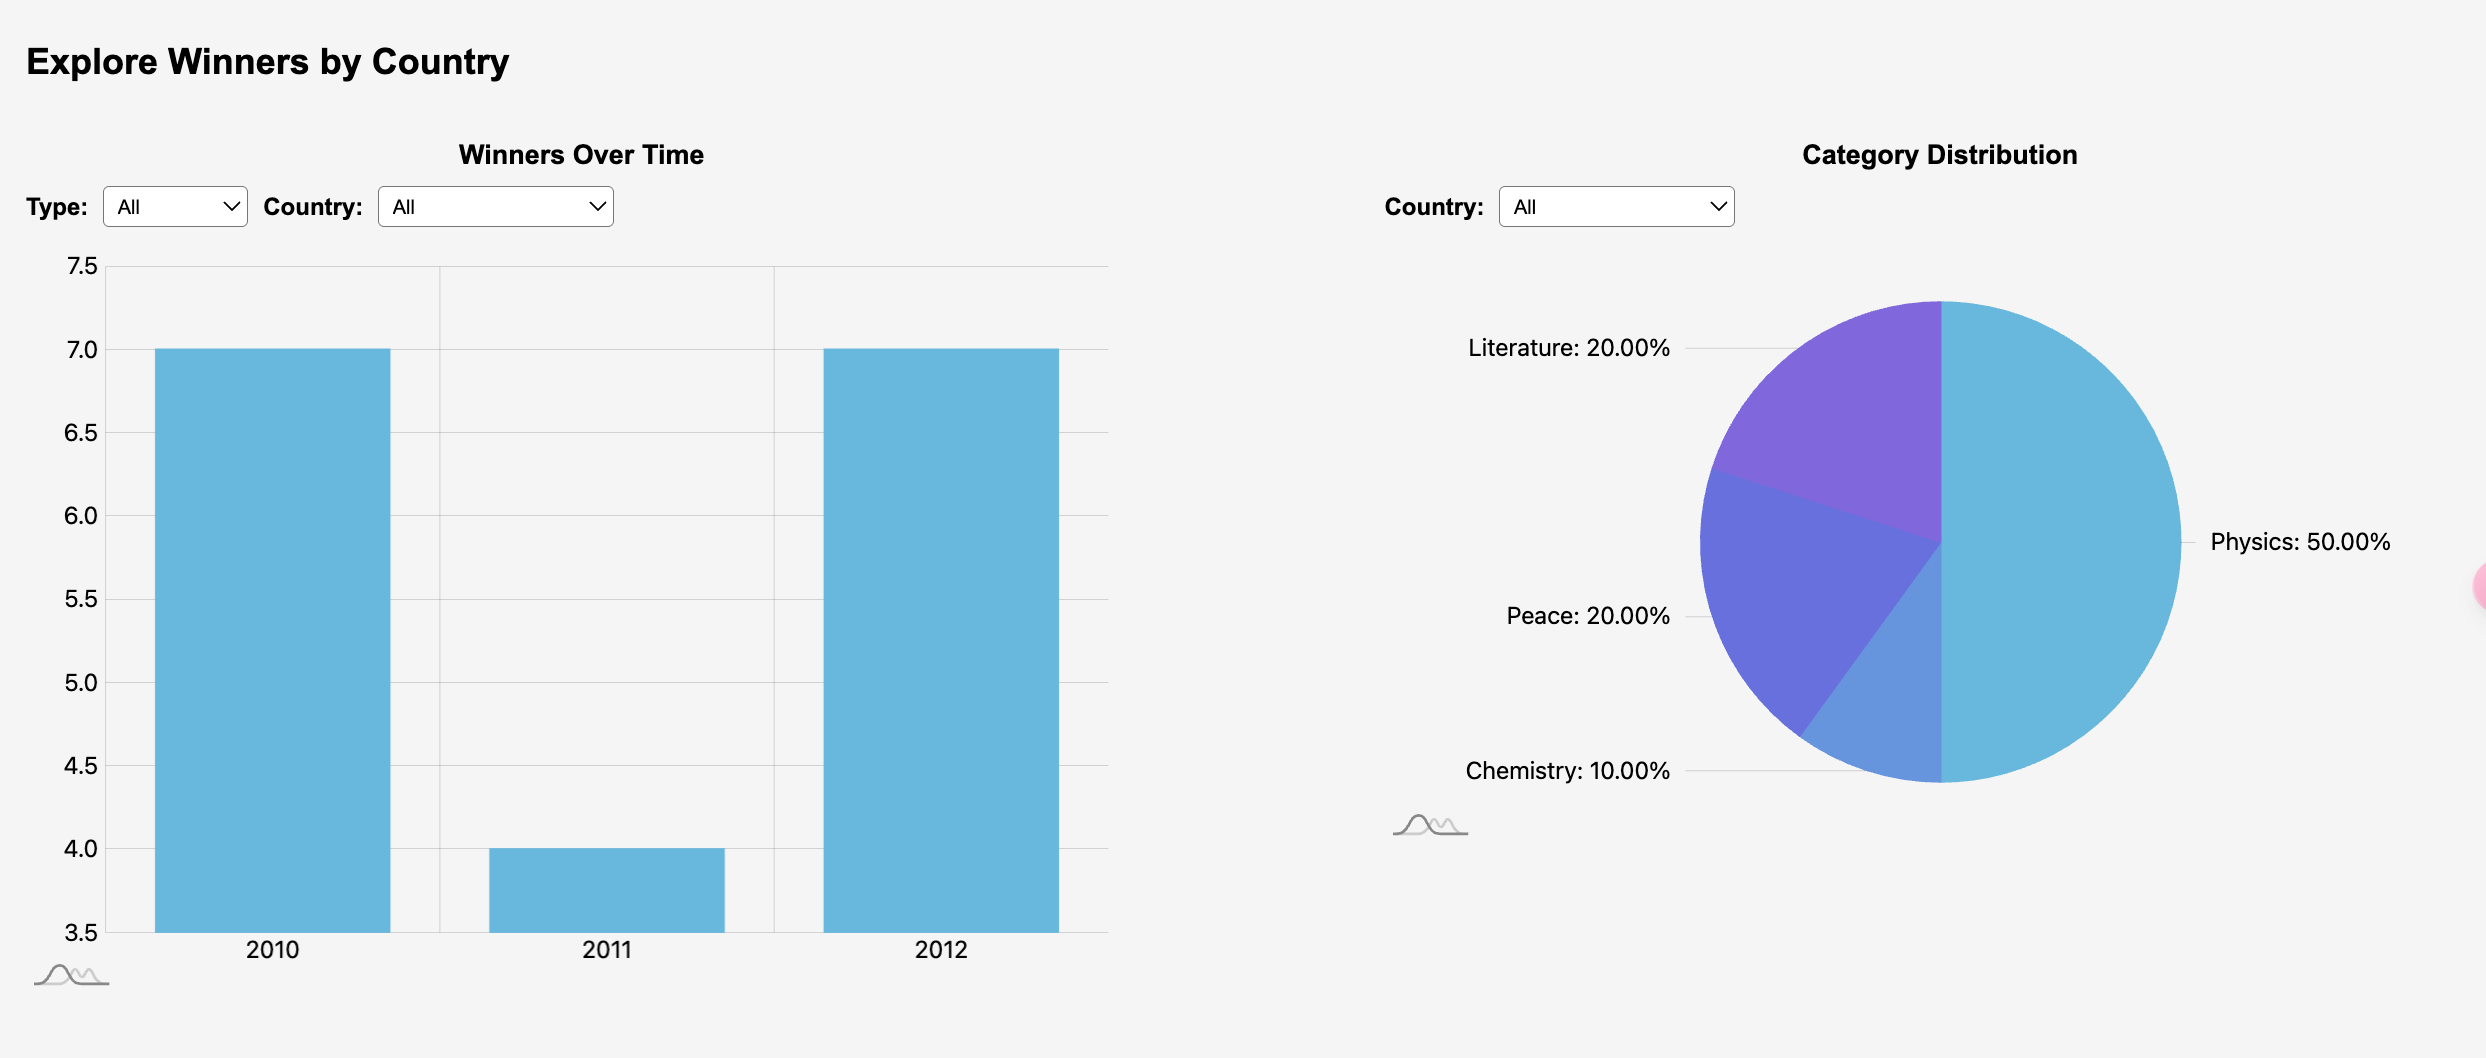 Explore Winners by Country
Winners Over Time
Type: All Country: All
7.5
7.0
6.5
6.0
5.5
5.0
4.5
4.0
3.5
2010 2011 2012
Category Distribution
Country: All
Literature: 20.00%
Physics: 50.00%
Peace: 20.00%
Chemistry: 10.00%